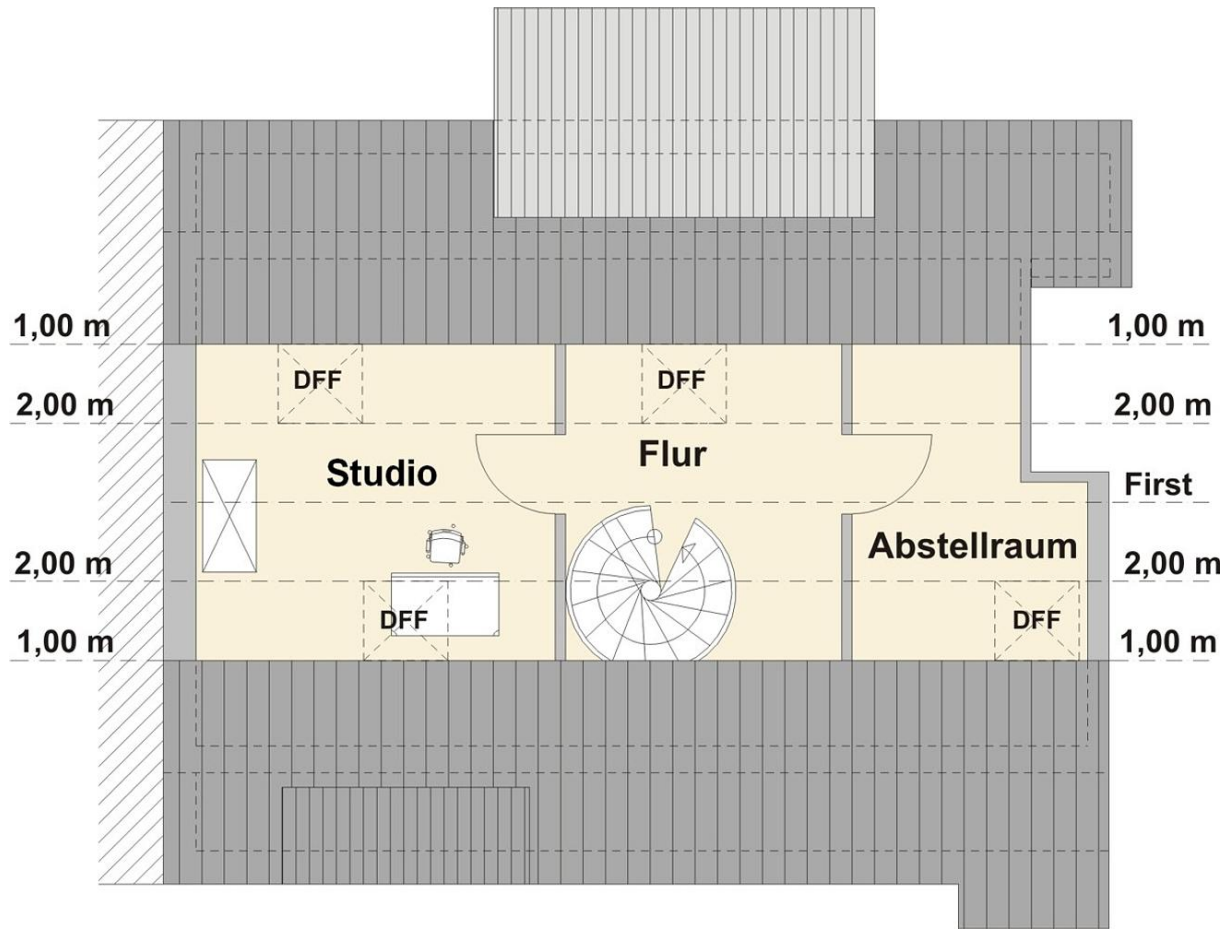 1,00 m
1,00 m
DFF
DFF
2,00 m
2,00 m
Flur
Studio
First
Abstellraum
2,00 m
2,00 m
DFF
DFF
1,00 m
1,00 m